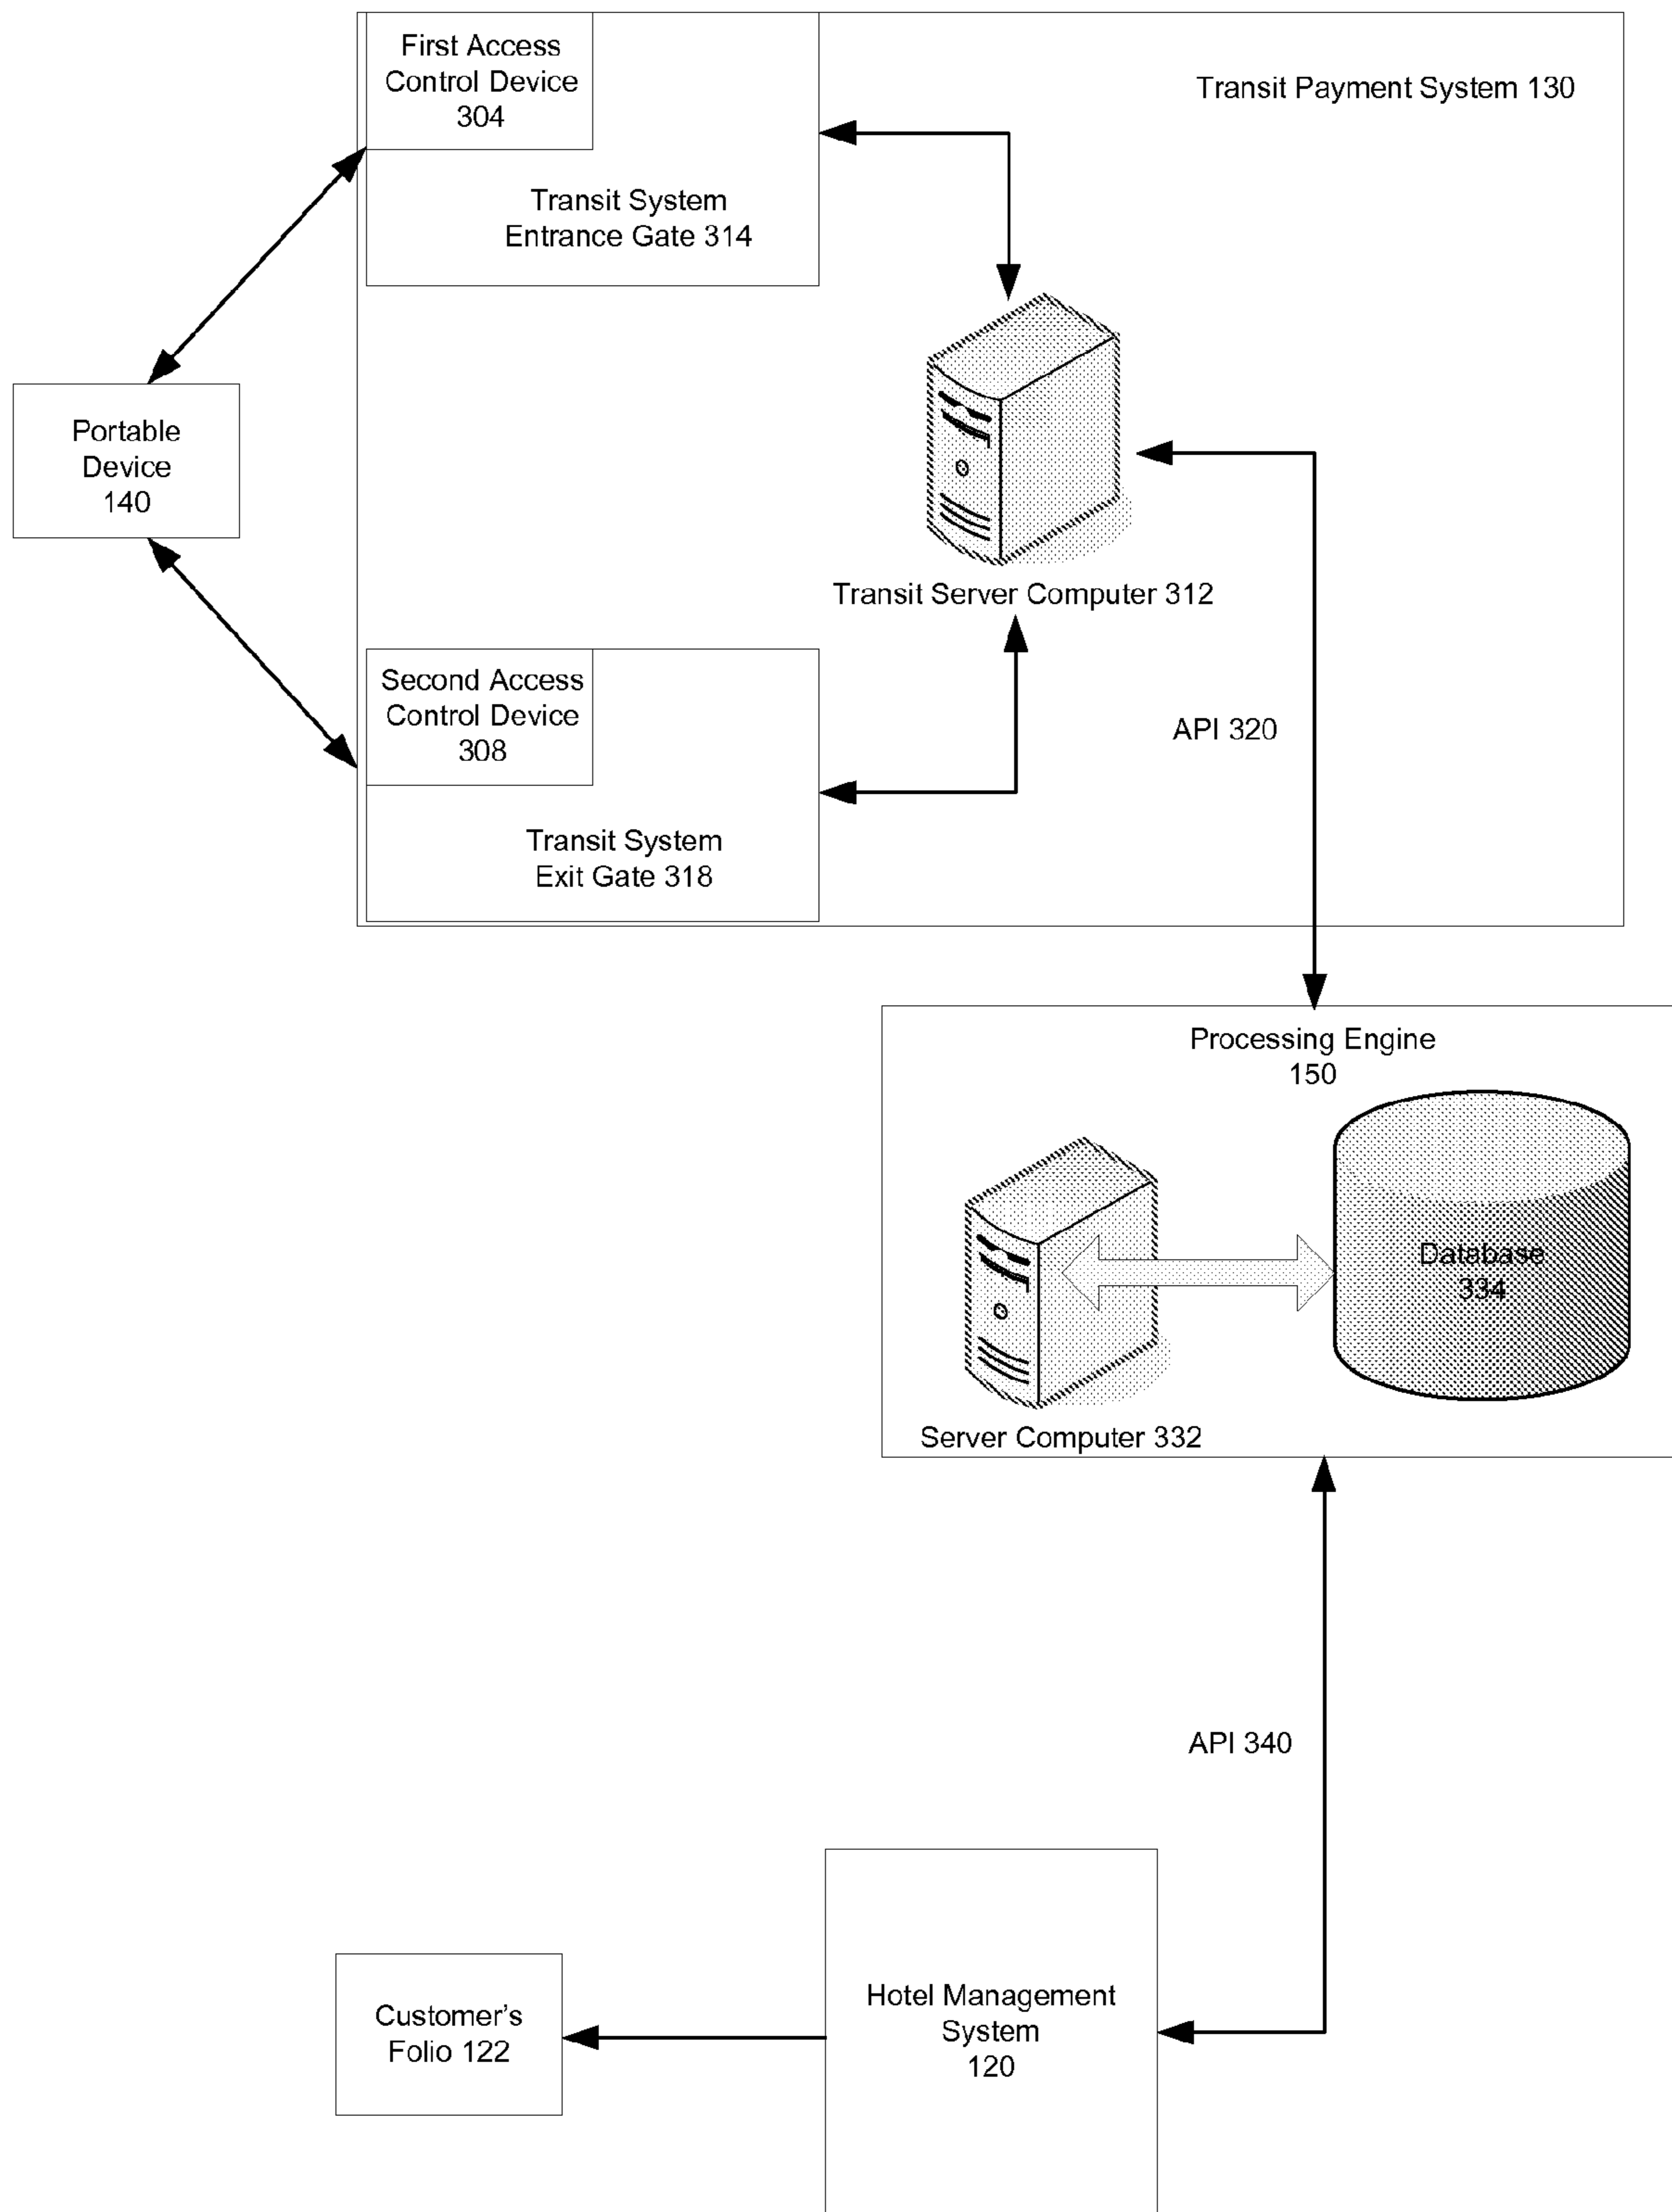 First Access
Control Device
304
Transit Payment System 130
Transit System
Entrance Gate 314
Portable
Device
140
Transit Server Computer 312
Second Access
Control Device
308
API 320
Transit System
Exit Gate 318
Processing Engine
150
Database
334
Server Computer 332
API 340
Hotel Management
System
120
Customer's
Folio 122